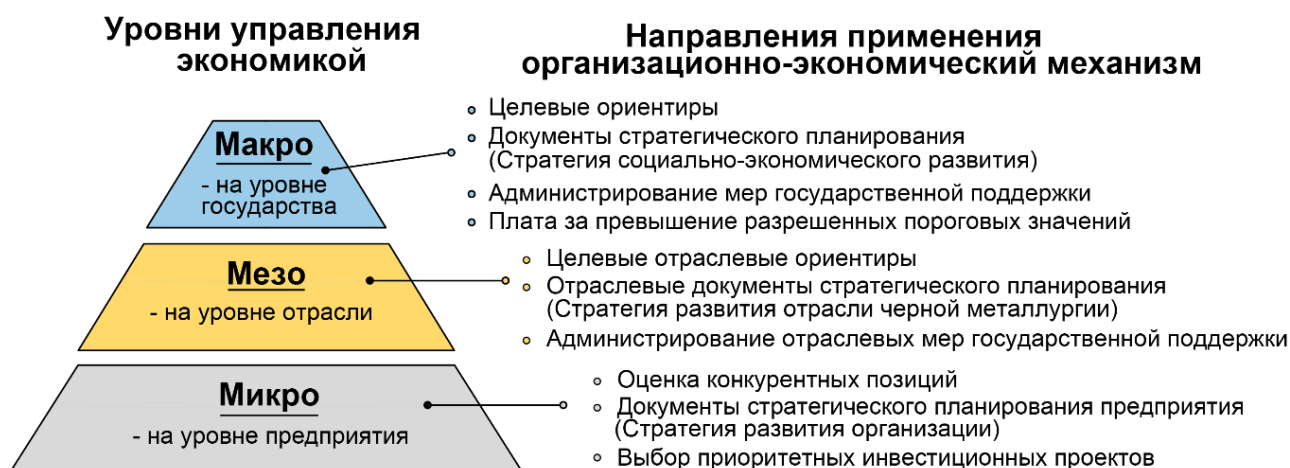 Уровни управления
экономикой
Направления применения
организационно-экономический механизм
Макро
- на уровне
государства
Целевые ориентиры
Документы стратегического планирования
(Стратегия социально-экономического развития)
Администрирование мер государственной поддержки
Плата за превышение разрешенных пороговых значений
Мезо
- на уровне отрасли
Целевые отраслевые ориентиры
Отраслевые документы стратегического планирования
(Стратегия развития отрасли черной металлургии)
Администрирование отраслевых мер государственной поддержки
Микро
- на уровне предприятия
Оценка конкурентных позиций
Документы стратегического планирования предприятия
(Стратегия развития организации)
Выбор приоритетных инвестиционных проектов